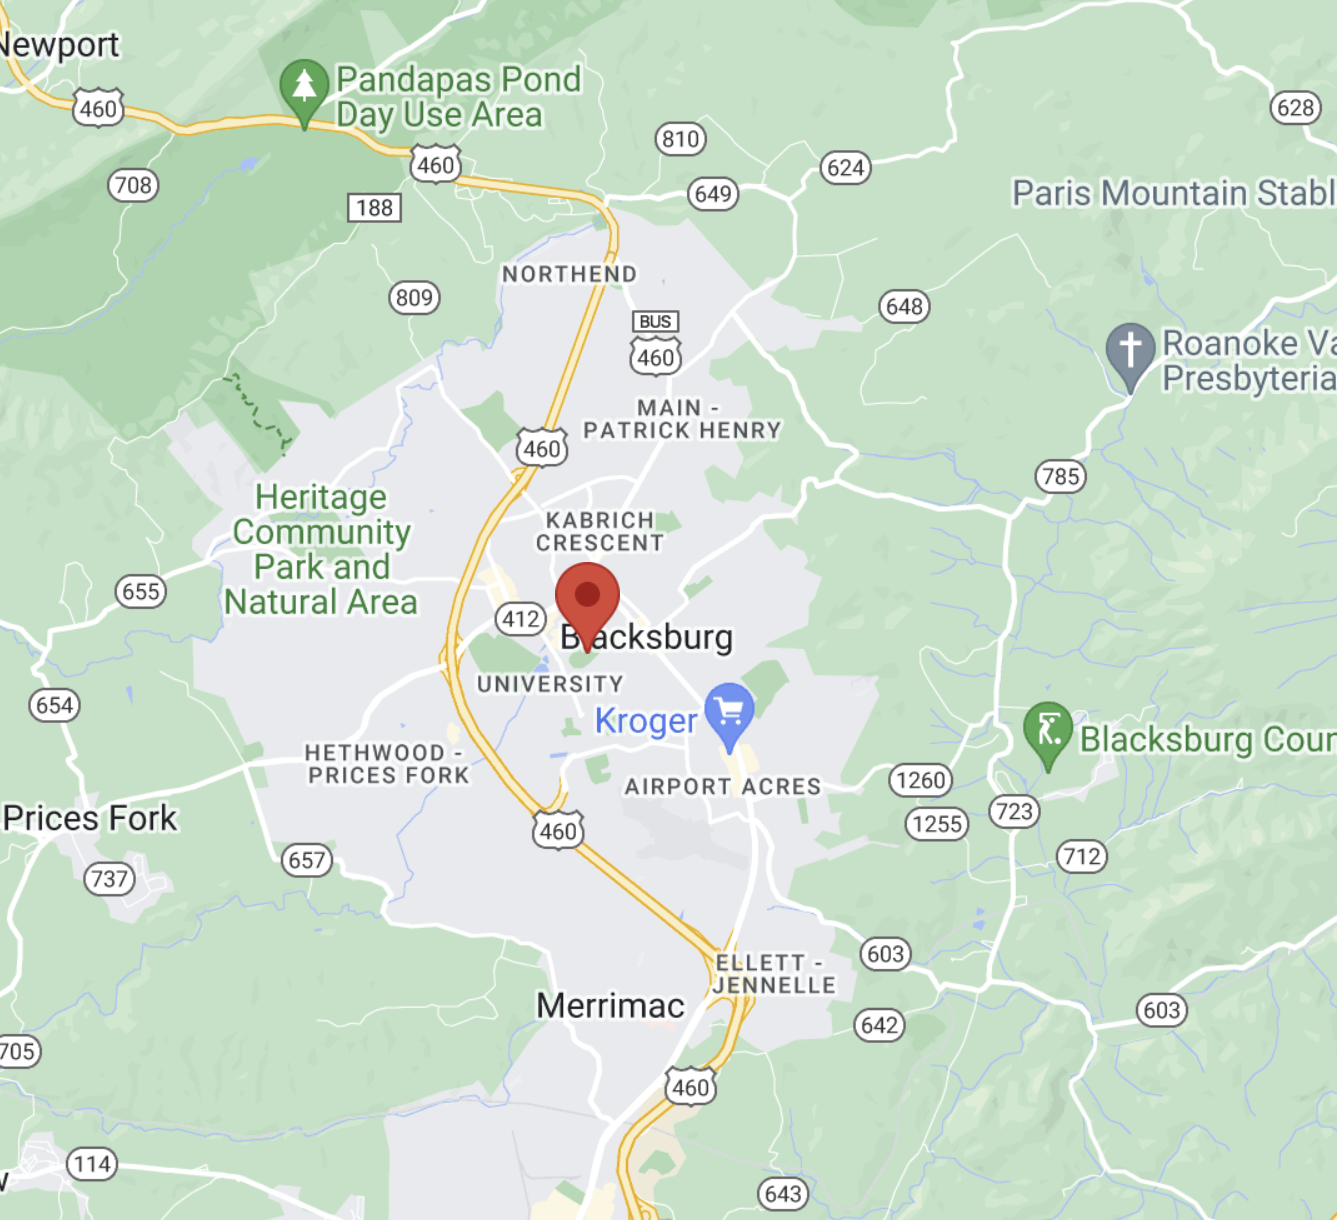 Newport
460
Pandapas Pond
Day Use Area
460
810
628
624
649
708
188
Paris Mountain Stabl
NORTHEND
809
648
BUS
460
Roanoke Va
Presbyteria
MAIN -
PATRICK HENRY
460
785
Heritage
Community
Park and
Natural Area
KABRICH
CRESCENT
655
412
Blacksburg
UNIVERSITY
654
Kroger
Blacksburg Coun
HETHWOOD -
PRICES FORK
AIRPORT ACRES
1260
Prices Fork
460
1255
723
657
712
737
603
ELLETT -
JENNELLE
Merrimac
603
642
705
460
114
643